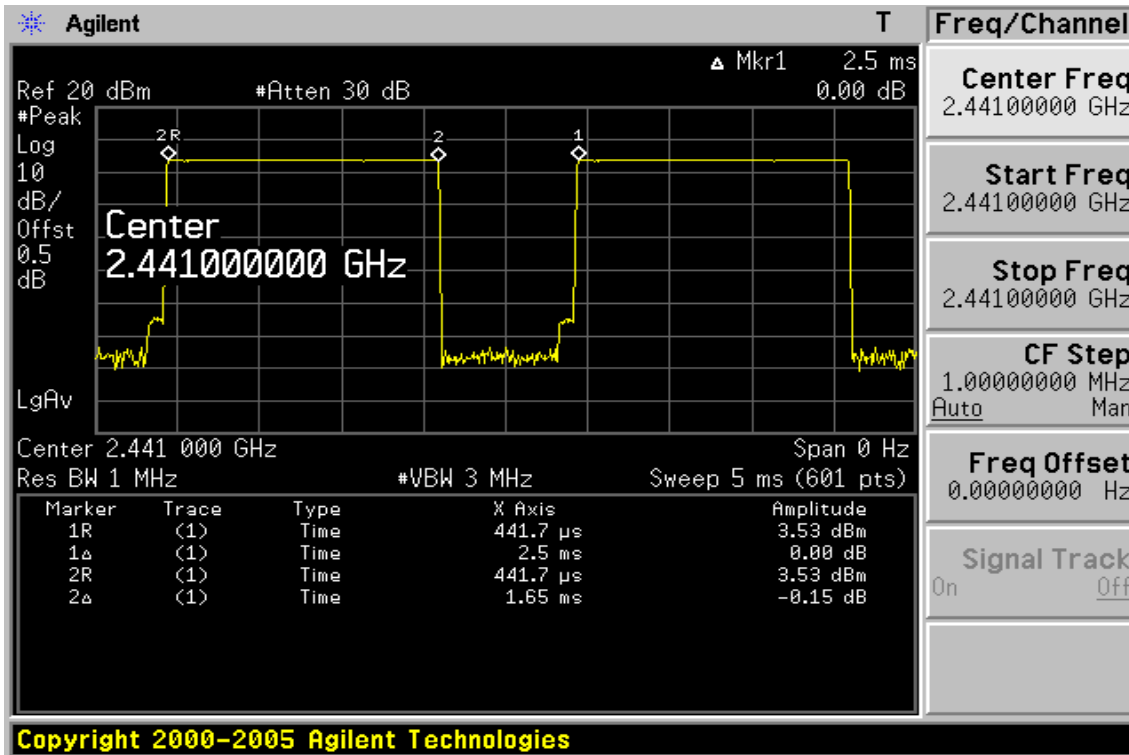 Agilent T
Freq/Channel
Δ Mkr1 2.5 ms
Ref 20 dBm #Atten 30 dB 0.00 dB
#Peak
Log
10
dB/
Offst
0.5
dB
2R 2 1
Center
2.441000000 GHz
LgAv
Center 2.441 000 GHz Span 0 Hz
Res BW 1 MHz #VBW 3 MHz Sweep 5 ms (601 pts)
Marker Trace Type X Axis Amplitude
1R (1) Time 441.7 µs 3.53 dBm
1Δ (1) Time 2.5 ms 0.00 dB
2R (1) Time 441.7 µs 3.53 dBm
2Δ (1) Time 1.65 ms -0.15 dB
Center Freq
2.44100000 GHz
Start Freq
2.44100000 GHz
Stop Freq
2.44100000 GHz
CF Step
1.00000000 MHz
Auto Man
Freq Offset
0.00000000 Hz
Signal Track
On Off
Copyright 2000-2005 Agilent Technologies